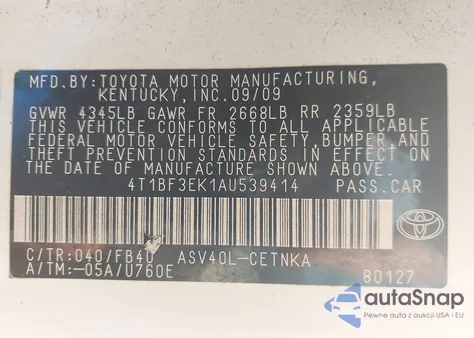 MFD.BY:TOYOTA MOTOR MANUFACTURING,
KENTUCKY,INC.09/09
GVWR 4345LB GAWR FR 2668LB RR 2359LB
THIS VEHICLE CONFORMS TO ALL APPLICABLE
FEDERAL MOTOR VEHICLE SAFETY,BUMPER,AND
THEFT PREVENTION STANDARDS IN EFFECT ON
THE DATE OF MANUFACTURE SHOWN ABOVE.
4T1BF3EK1AU539414 PASS.CAR
C/TR:040/FB40 ASV40L-CETNKA
A/TM:-05A/U760E 80127
autoSnap
Pewne auta z aukcji USA i EU